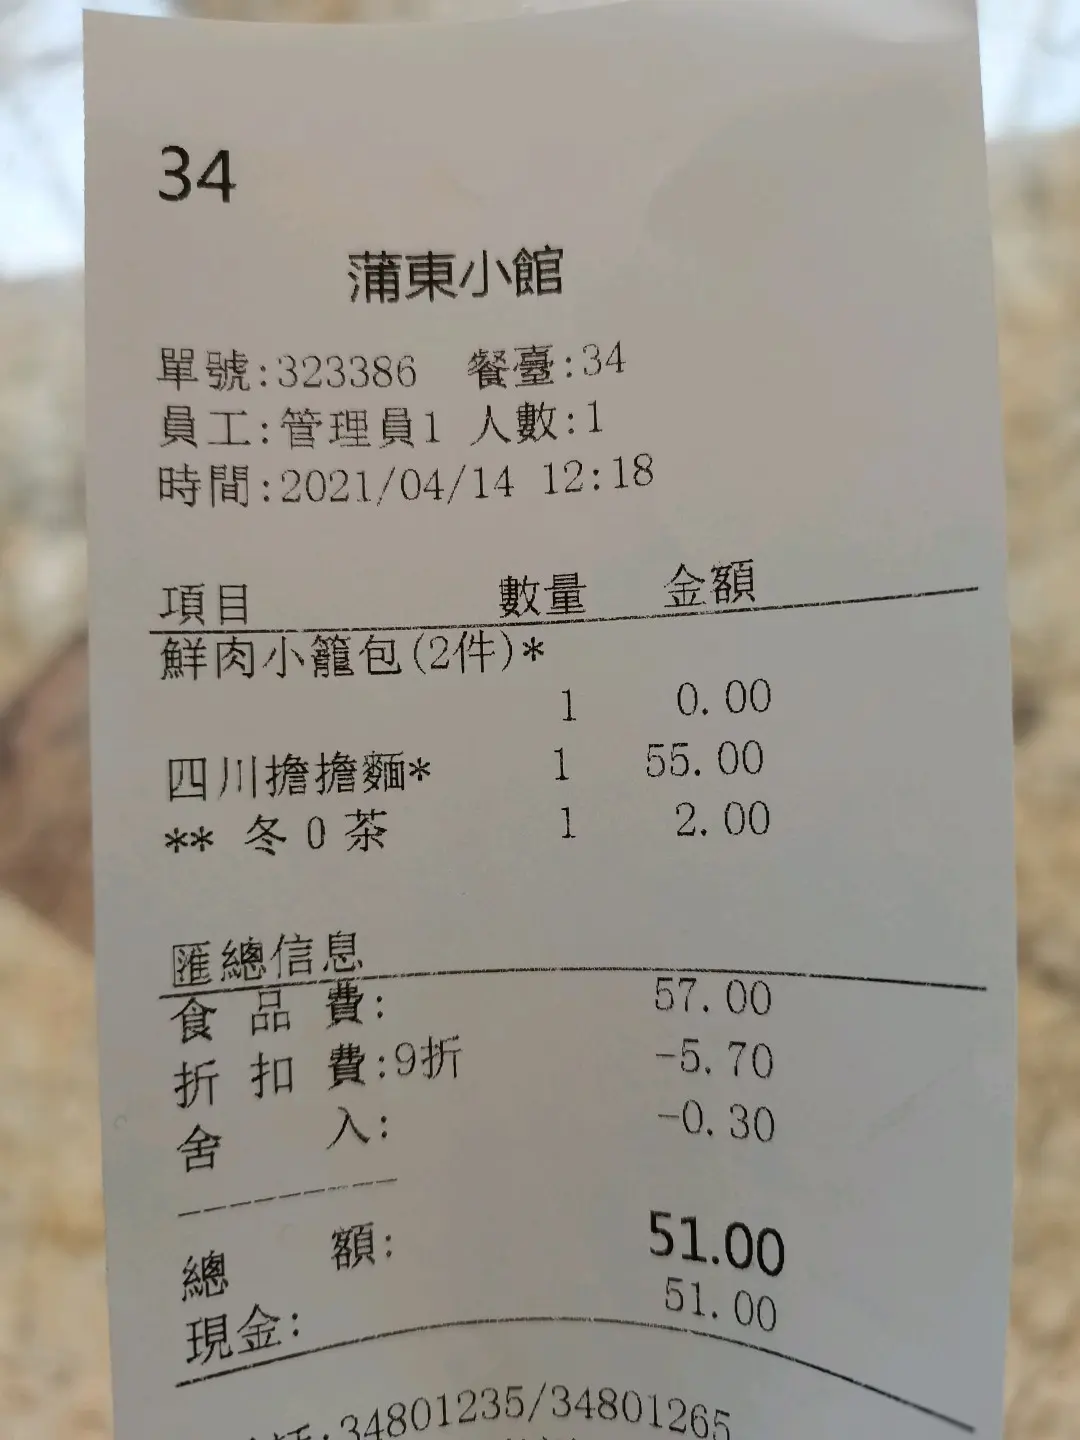 34
蒲東小館
單號:323386 餐臺:34
員工:管理員1 人數:1
時間:2021/04/14 12:18
項目 數量 金額
鮮肉小籠包(2件)*
1 0.00
四川擔擔麵* 1 55.00
** 冬0茶 1 2.00
匯總信息
食品費: 57.00
折扣費:9折 -5.70
舍入: -0.30
------------
總額: 51.00
現金: 51.00
:34801235/34801265